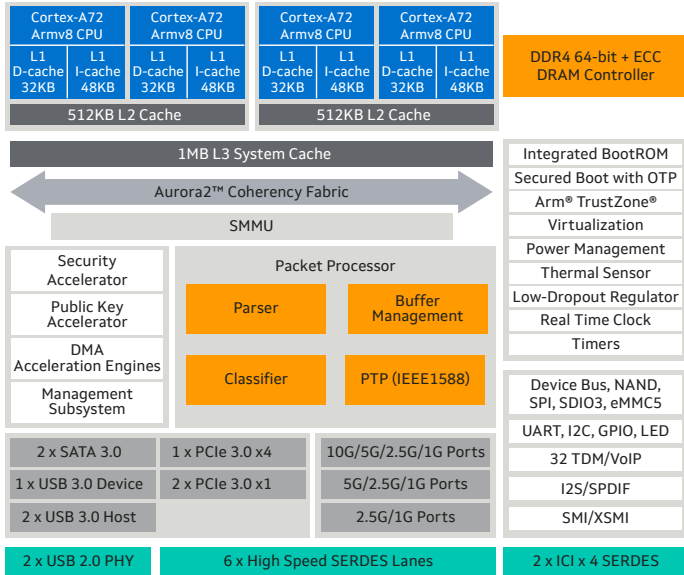 Cortex-A72
Armv8 CPU
L1
D-cache
32KB
L1
I-cache
48KB
Cortex-A72
Armv8 CPU
L1
D-cache
32KB
L1
I-cache
48KB
512KB L2 Cache
Cortex-A72
Armv8 CPU
L1
D-cache
32KB
L1
I-cache
48KB
Cortex-A72
Armv8 CPU
L1
D-cache
32KB
L1
I-cache
48KB
512KB L2 Cache
DDR4 64-bit + ECC
DRAM Controller
1MB L3 System Cache
Aurora2™ Coherency Fabric
SMMU
Security
Accelerator
Public Key
Accelerator
DMA
Acceleration Engines
Management
Subsystem
Packet Processor
Parser
Buffer
Management
Classifier
PTP (IEEE1588)
Integrated BootROM
Secured Boot with OTP
Arm® TrustZone®
Virtualization
Power Management
Thermal Sensor
Low-Dropout Regulator
Real Time Clock
Timers
2 x SATA 3.0
1 x PCIe 3.0 x4
1 x USB 3.0 Device
2 x PCIe 3.0 x1
2 x USB 3.0 Host
10G/5G/2.5G/1G Ports
5G/2.5G/1G Ports
2.5G/1G Ports
Device Bus, NAND,
SPI, SDIO3, eMMC5
UART, I2C, GPIO, LED
32 TDM/VoIP
I2S/SPDIF
SMI/XSMI
2 x USB 2.0 PHY
6 x High Speed SERDES Lanes
2 x ICI x 4 SERDES